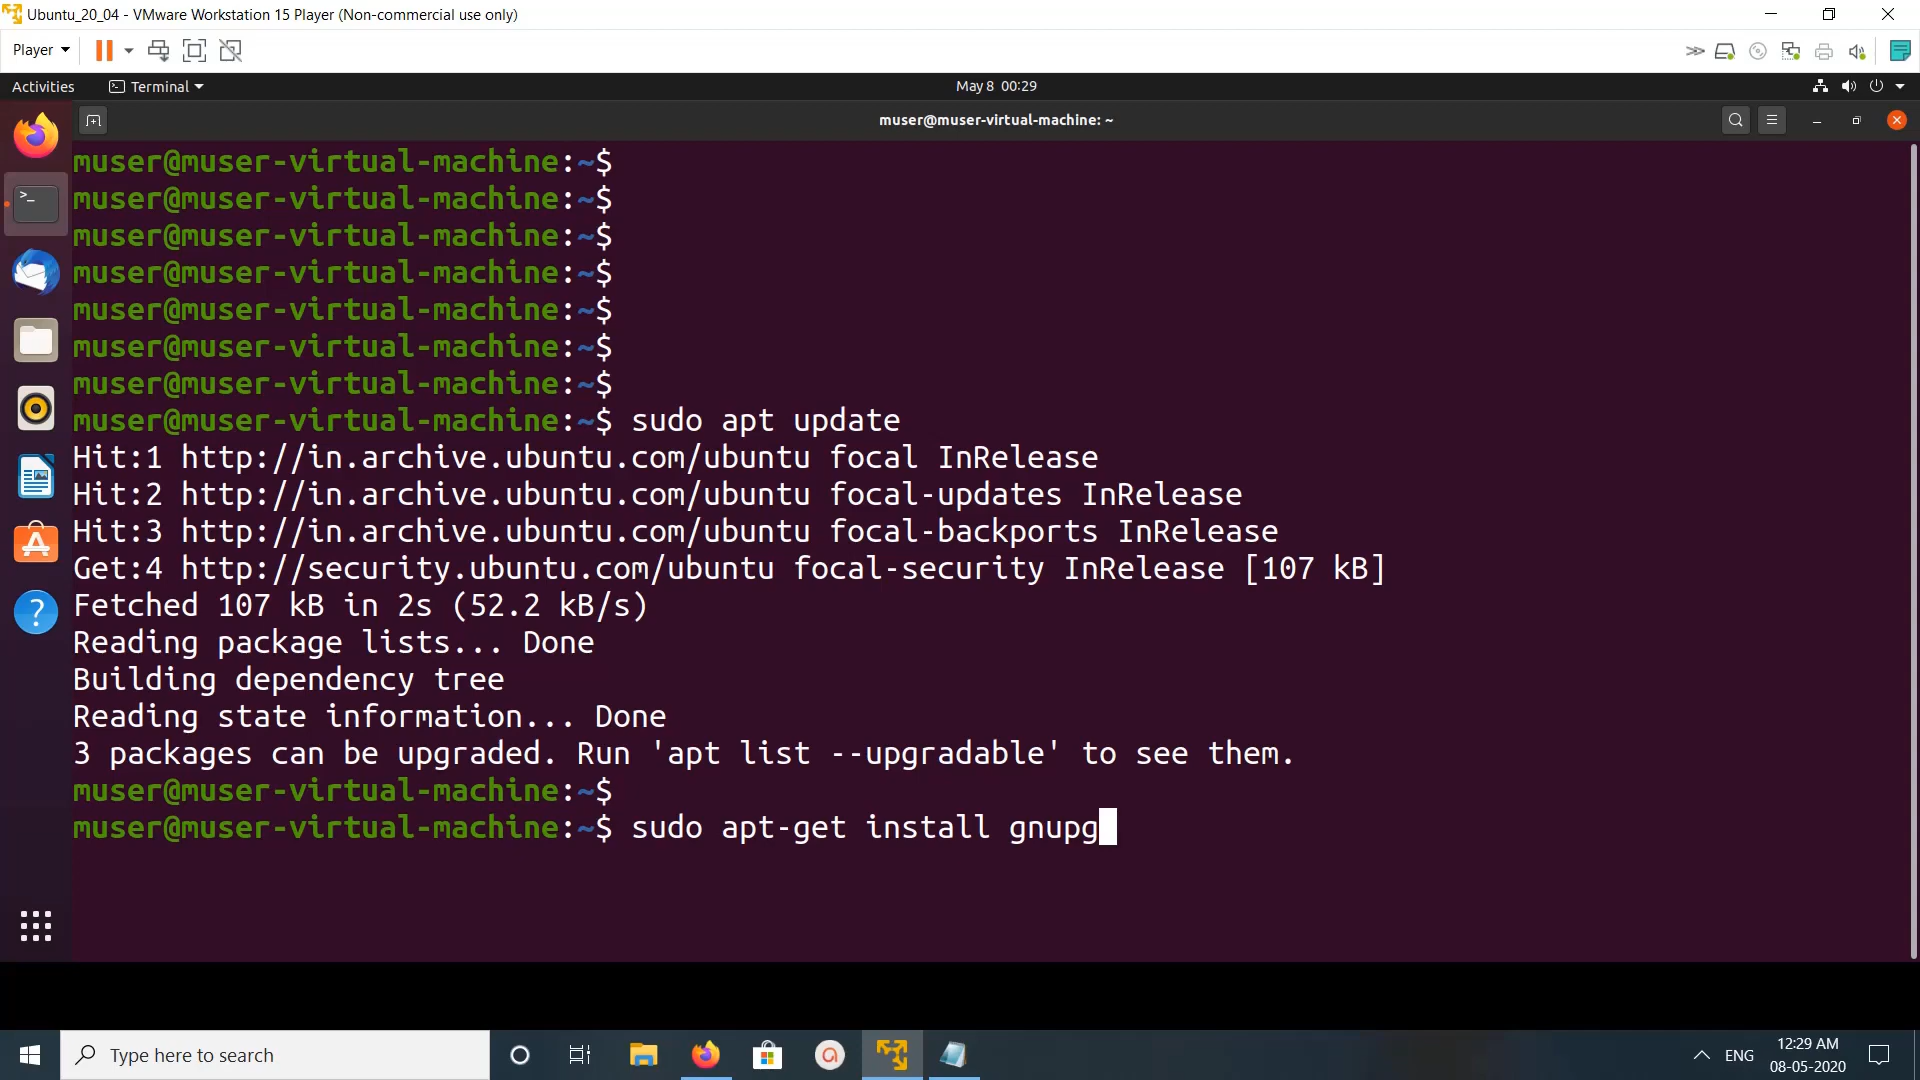 Ubuntu_20_04 - VMware Workstation 15 Player (Non-commercial use only)
Player
Activities
Terminal
May 8 00:29
muser@muser-virtual-machine: ~
muser@muser-virtual-machine:~$
muser@muser-virtual-machine:~$
muser@muser-virtual-machine:~$
muser@muser-virtual-machine:~$
muser@muser-virtual-machine:~$
muser@muser-virtual-machine:~$
muser@muser-virtual-machine:~$
muser@muser-virtual-machine:~$ sudo apt update
Hit:1 http://in.archive.ubuntu.com/ubuntu focal InRelease
Hit:2 http://in.archive.ubuntu.com/ubuntu focal-updates InRelease
Hit:3 http://in.archive.ubuntu.com/ubuntu focal-backports InRelease
Get:4 http://security.ubuntu.com/ubuntu focal-security InRelease [107 kB]
Fetched 107 kB in 2s (52.2 kB/s)
Reading package lists... Done
Building dependency tree
Reading state information... Done
3 packages can be upgraded. Run 'apt list --upgradable' to see them.
muser@muser-virtual-machine:~$
muser@muser-virtual-machine:~$ sudo apt-get install gnupg
Type here to search
ENG
12:29 AM
08-05-2020